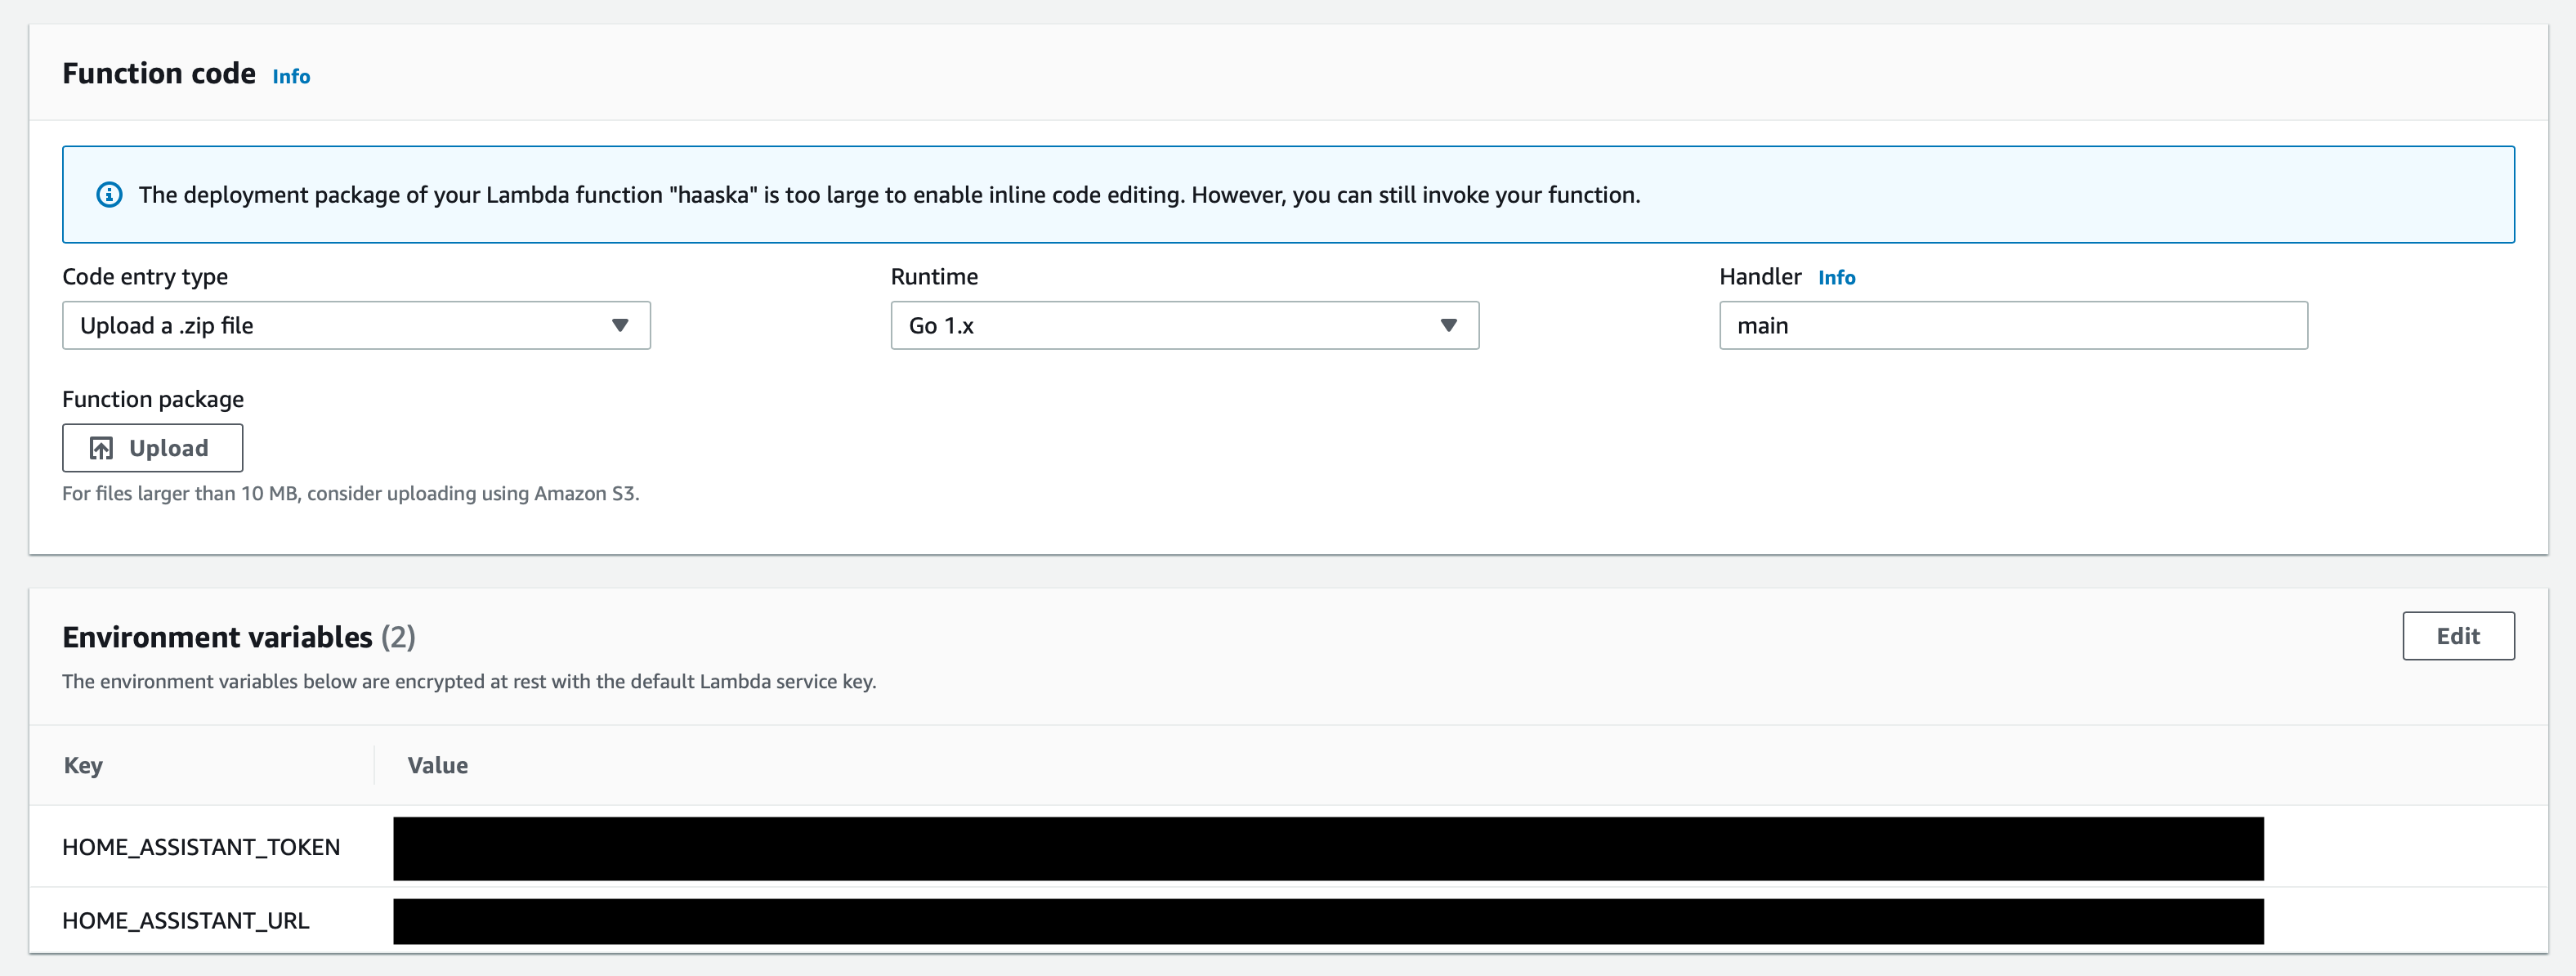 Function code Info
The deployment package of your Lambda function "haaska" is too large to enable inline code editing. However, you can still invoke your function.
Code entry type
Runtime
Handler Info
Upload a .zip file
Go 1.x
main
Function package
Upload
For files larger than 10 MB, consider uploading using Amazon S3.
Environment variables (2)
Edit
The environment variables below are encrypted at rest with the default Lambda service key.
Key
Value
HOME_ASSISTANT_TOKEN
HOME_ASSISTANT_URL